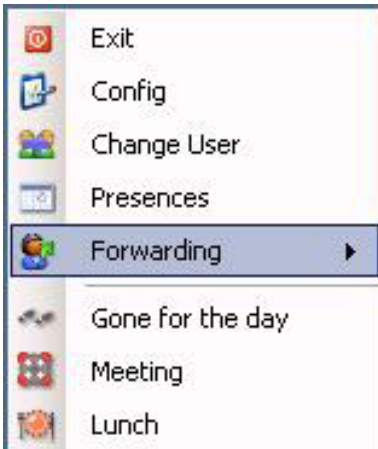 Exit
Config
Change User
Presences
Forwarding
Gone for the day
Meeting
Lunch